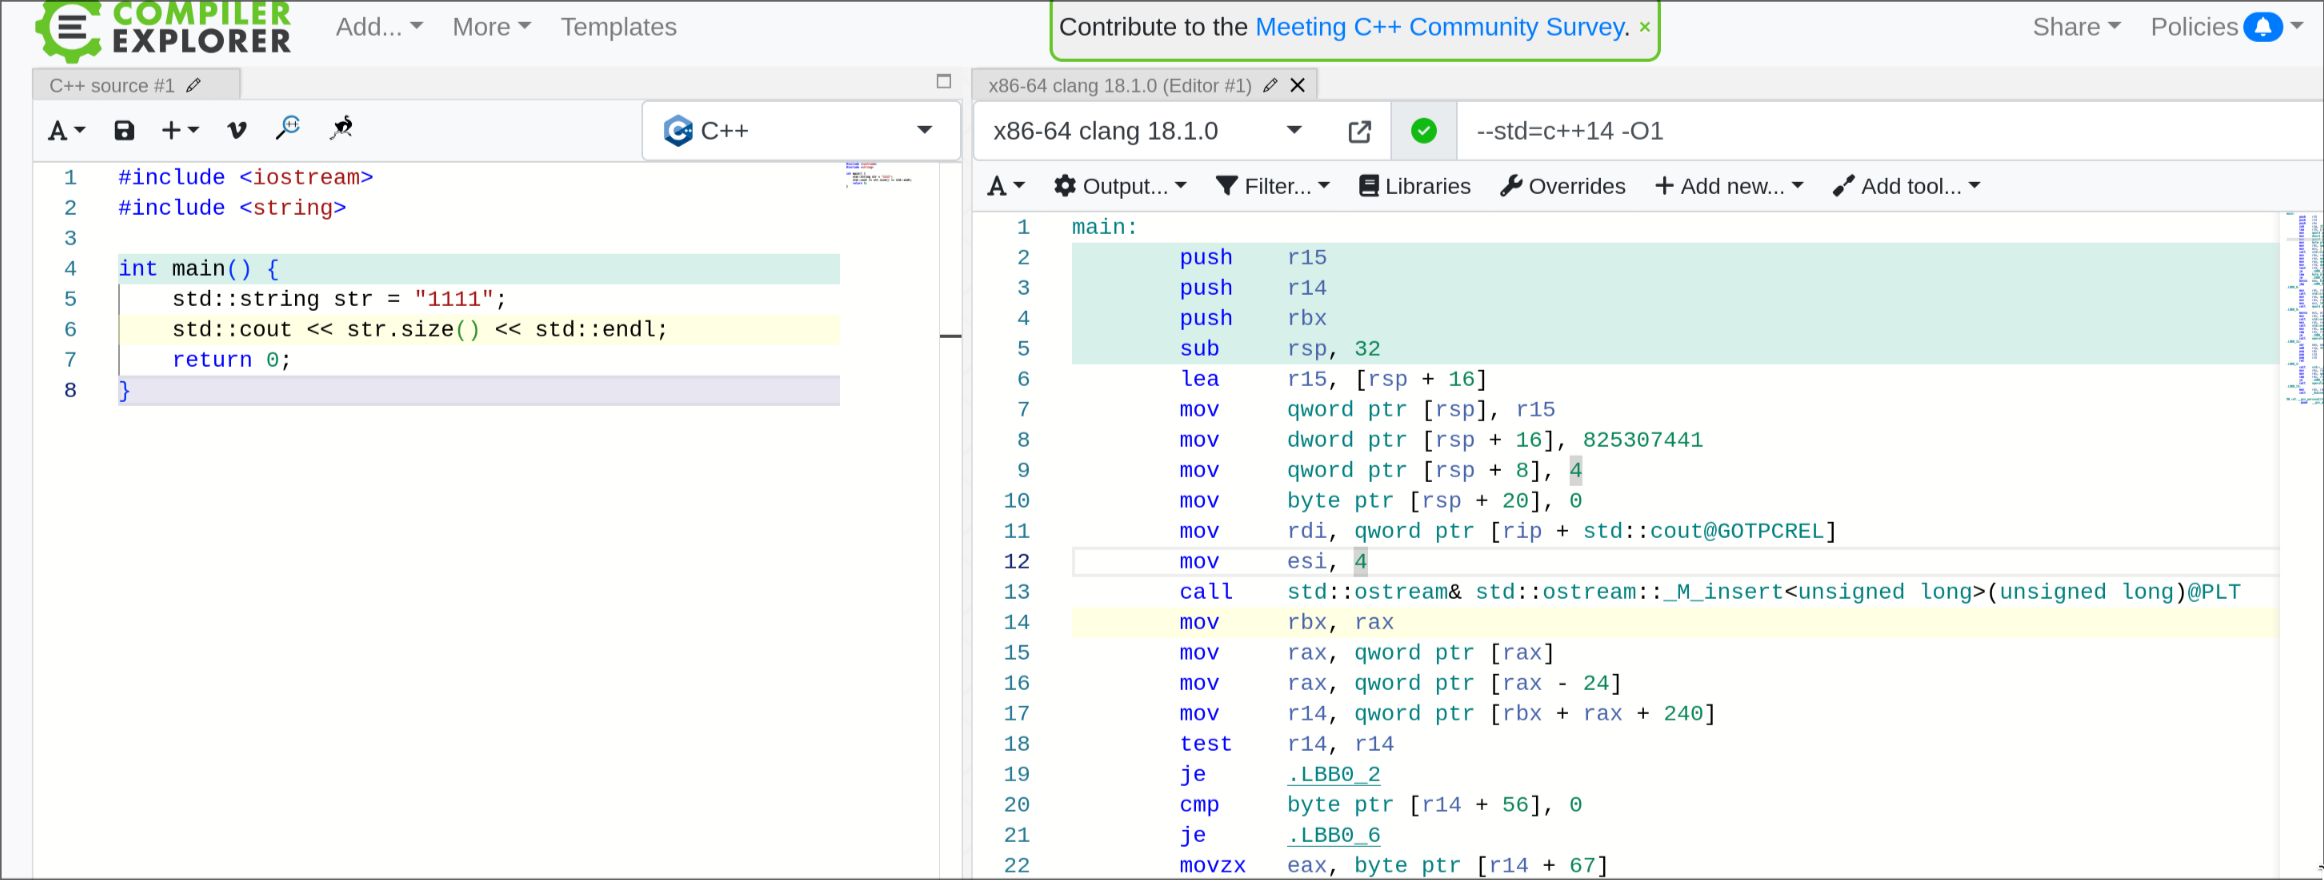 COMPILER
EXPLORER
Add... More Templates
Contribute to the Meeting C++ Community Survey. ×
Share Policies
C++ source #1
A + C++
1 #include <iostream>
2 #include <string>
3
4 int main() {
5 std::string str = "1111";
6 std::cout << str.size() << std::endl;
7 return 0;
8 }
x86-64 clang 18.1.0 (Editor #1)
x86-64 clang 18.1.0 --std=c++14 -O1
A Output... Filter... Libraries Overrides + Add new... Add tool...
1 main:
2 push r15
3 push r14
4 push rbx
5 sub rsp, 32
6 lea r15, [rsp + 16]
7 mov qword ptr [rsp], r15
8 mov dword ptr [rsp + 16], 825307441
9 mov qword ptr [rsp + 8], 4
10 mov byte ptr [rsp + 20], 0
11 mov rdi, qword ptr [rip + std::cout@GOTPCREL]
12 mov esi, 4
13 call std::ostream& std::ostream::_M_insert<unsigned long>(unsigned long)@PLT
14 mov rbx, rax
15 mov rax, qword ptr [rax]
16 mov rax, qword ptr [rax - 24]
17 mov r14, qword ptr [rbx + rax + 240]
18 test r14, r14
19 je .LBB0_2
20 cmp byte ptr [r14 + 56], 0
21 je .LBB0_6
22 movzx eax, byte ptr [r14 + 67]